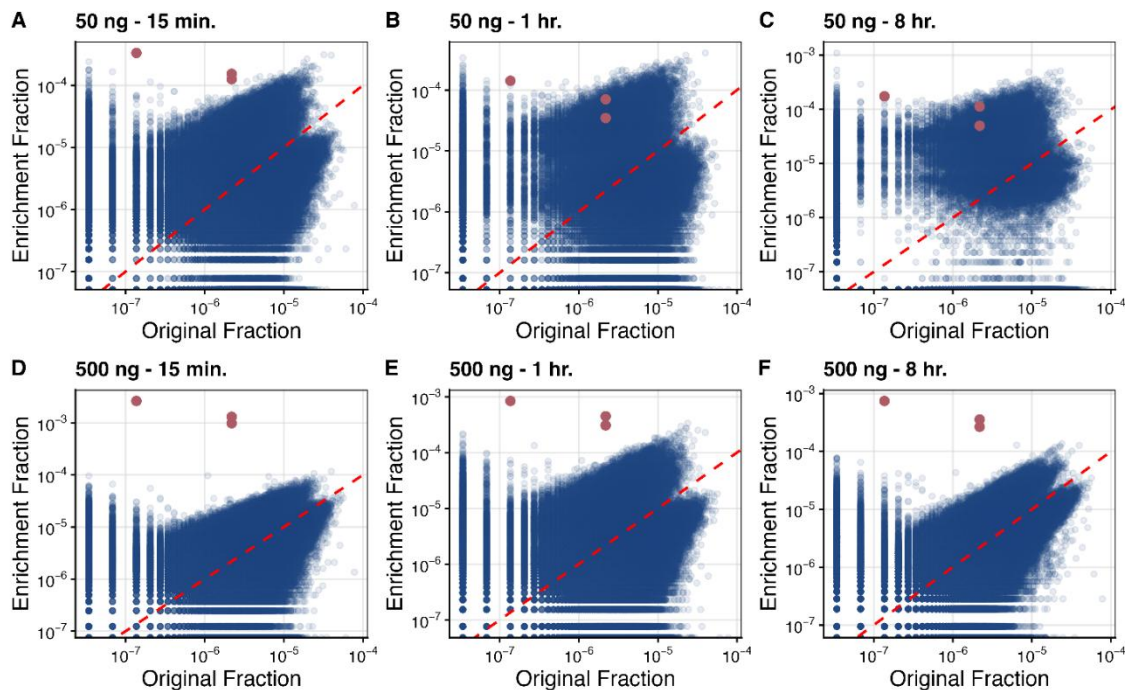 A 50 ng - 15 min.
B 50 ng - 1 hr.
C 50 ng - 8 hr.
Enrichment Fraction
10⁻⁴
10⁻⁵
10⁻⁶
10⁻⁷
10⁻⁷ 10⁻⁶ 10⁻⁵ 10⁻⁴
Original Fraction
Enrichment Fraction
10⁻⁴
10⁻⁵
10⁻⁶
10⁻⁷
10⁻⁷ 10⁻⁶ 10⁻⁵ 10⁻⁴
Original Fraction
Enrichment Fraction
10⁻³
10⁻⁴
10⁻⁵
10⁻⁶
10⁻⁷
10⁻⁷ 10⁻⁶ 10⁻⁵ 10⁻⁴
Original Fraction
D 500 ng - 15 min.
E 500 ng - 1 hr.
F 500 ng - 8 hr.
Enrichment Fraction
10⁻³
10⁻⁴
10⁻⁵
10⁻⁶
10⁻⁷
10⁻⁷ 10⁻⁶ 10⁻⁵ 10⁻⁴
Original Fraction
Enrichment Fraction
10⁻³
10⁻⁴
10⁻⁵
10⁻⁶
10⁻⁷
10⁻⁷ 10⁻⁶ 10⁻⁵ 10⁻⁴
Original Fraction
Enrichment Fraction
10⁻³
10⁻⁴
10⁻⁵
10⁻⁶
10⁻⁷
10⁻⁷ 10⁻⁶ 10⁻⁵ 10⁻⁴
Original Fraction